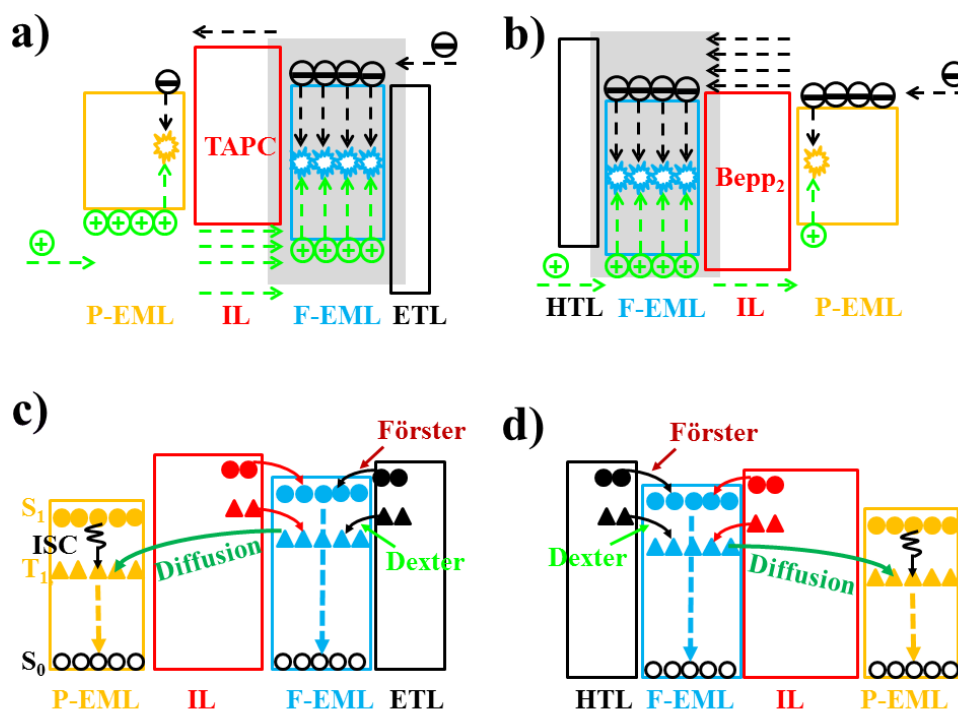 a)
TAPC
P-EML IL F-EML ETL
b)
Bepp₂
HTL F-EML IL P-EML
c)
Förster
S₁
ISC
T₁
Diffusion
Dexter
S₀
P-EML IL F-EML ETL
d)
Förster
Dexter
Diffusion
HTL F-EML IL P-EML